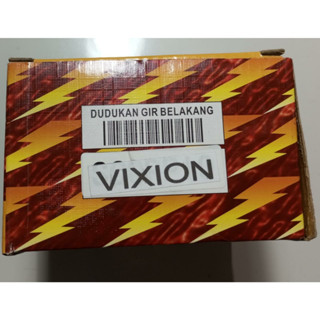 DUDUKAN GIR BELAKANG
VIXION